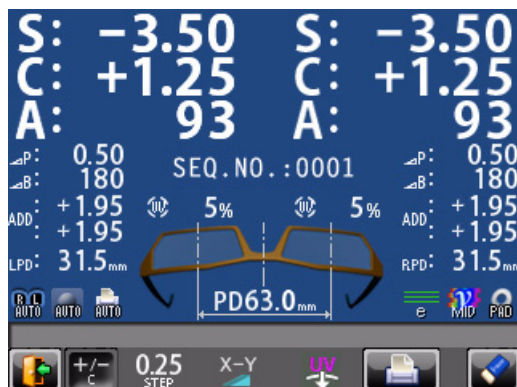 S: -3.50 S: -3.50
C: +1.25 C: +1.25
A: 93 A: 93
⊿P: 0.50 ⊿P: 0.50
⊿B: 180 SEQ.NO.:0001 ⊿B: 180
ADD : +1.95 5% 5% ADD : +1.95
: +1.95 : +1.95
LPD: 31.5mm RPD: 31.5mm
PD63.0mm
R L AUTO AUTO AUTO e ν MID PAD
+/- C 0.25 STEP X-Y UV